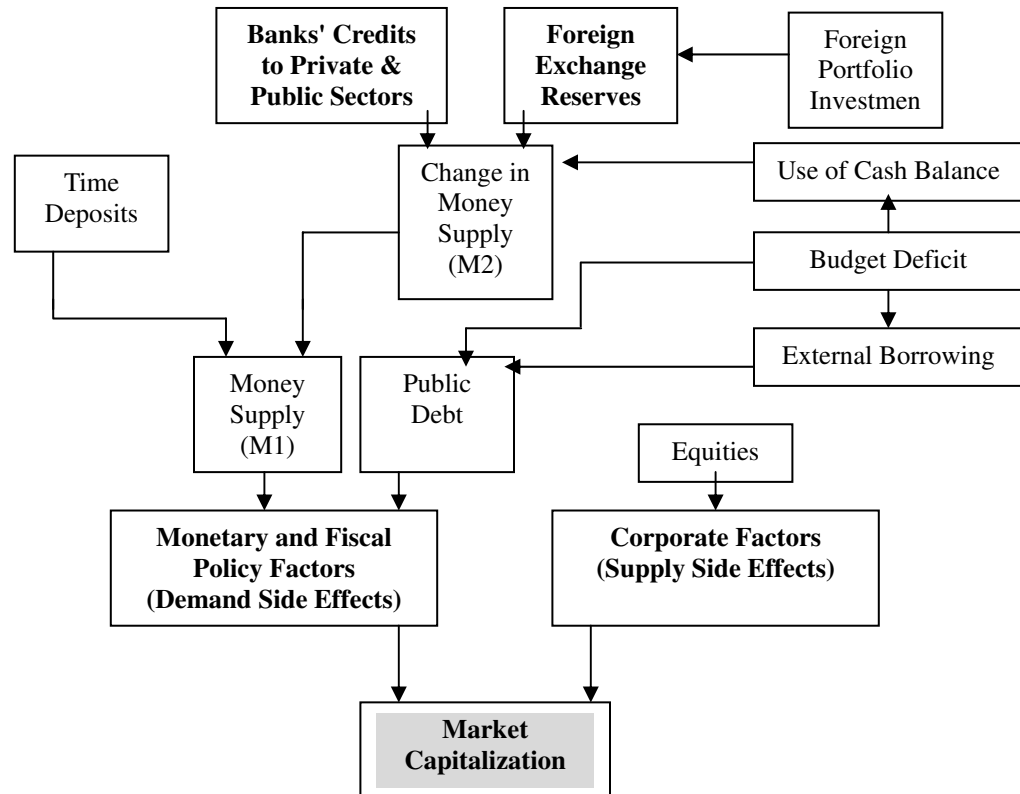 Banks' Credits
to Private &
Public Sectors
Foreign
Exchange
Reserves
Foreign
Portfolio
Investmen
Time
Deposits
Change in
Money
Supply
(M2)
Use of Cash Balance
Budget Deficit
External Borrowing
Money
Supply
(M1)
Public
Debt
Equities
Monetary and Fiscal
Policy Factors
(Demand Side Effects)
Corporate Factors
(Supply Side Effects)
Market
Capitalization